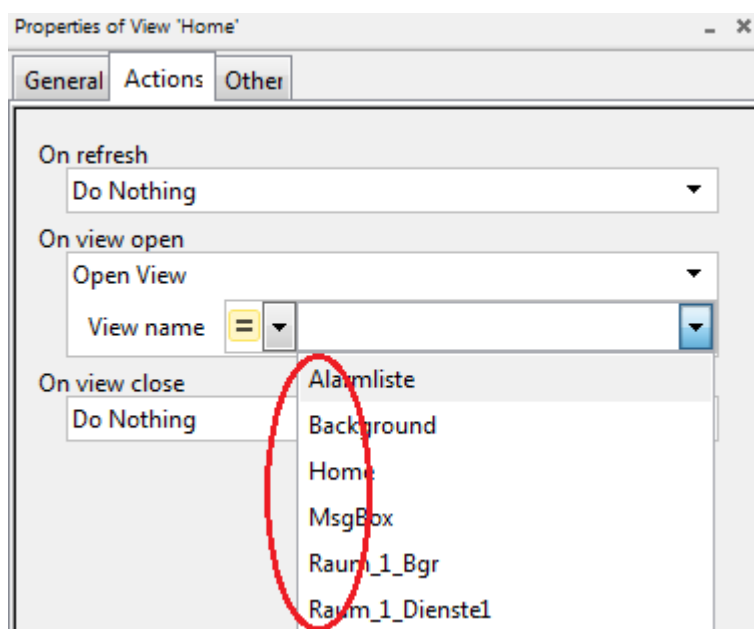 Properties of View 'Home'
General Actions Other
On refresh
Do Nothing
On view open
Open View
View name =
Alarmliste
On view close
Do Nothing
Background
Home
MsgBox
Raum_1_Bgr
Raum_1_Dienste1